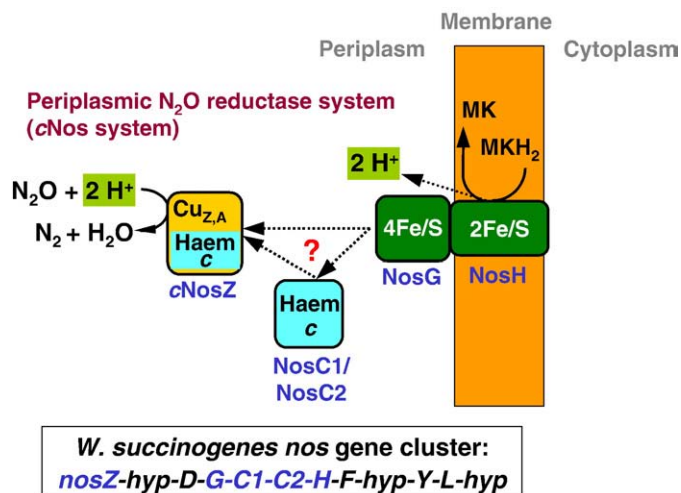 Membrane
Periplasm
Cytoplasm
Periplasmic N₂O reductase system
(cNos system)
MK
MKH₂
2 H⁺
N₂O + 2 H⁺
N₂ + H₂O
Cu_Z,A
Haem
c
cNosZ
?
4Fe/S
2Fe/S
NosG
NosH
Haem
c
NosC1/
NosC2
W. succinogenes nos gene cluster:
nosZ-hyp-D-G-C1-C2-H-F-hyp-Y-L-hyp